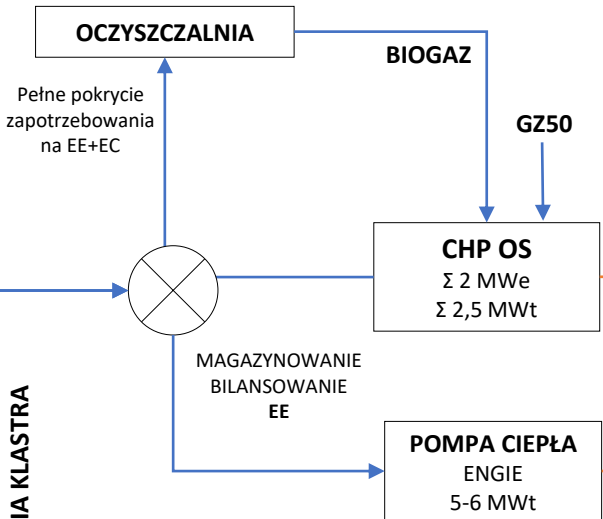 OCZYSZCZALNIA
BIOGAZ
Pełne pokrycie
zapotrzebowania
na EE+EC
GZ50
CHP OS
Σ 2 MWe
Σ 2,5 MWt
MAGAZYNOWANIE
BILANSOWANIE
EE
IA KLASTRA
POMPA CIEPŁA
ENGIE
5-6 MWt